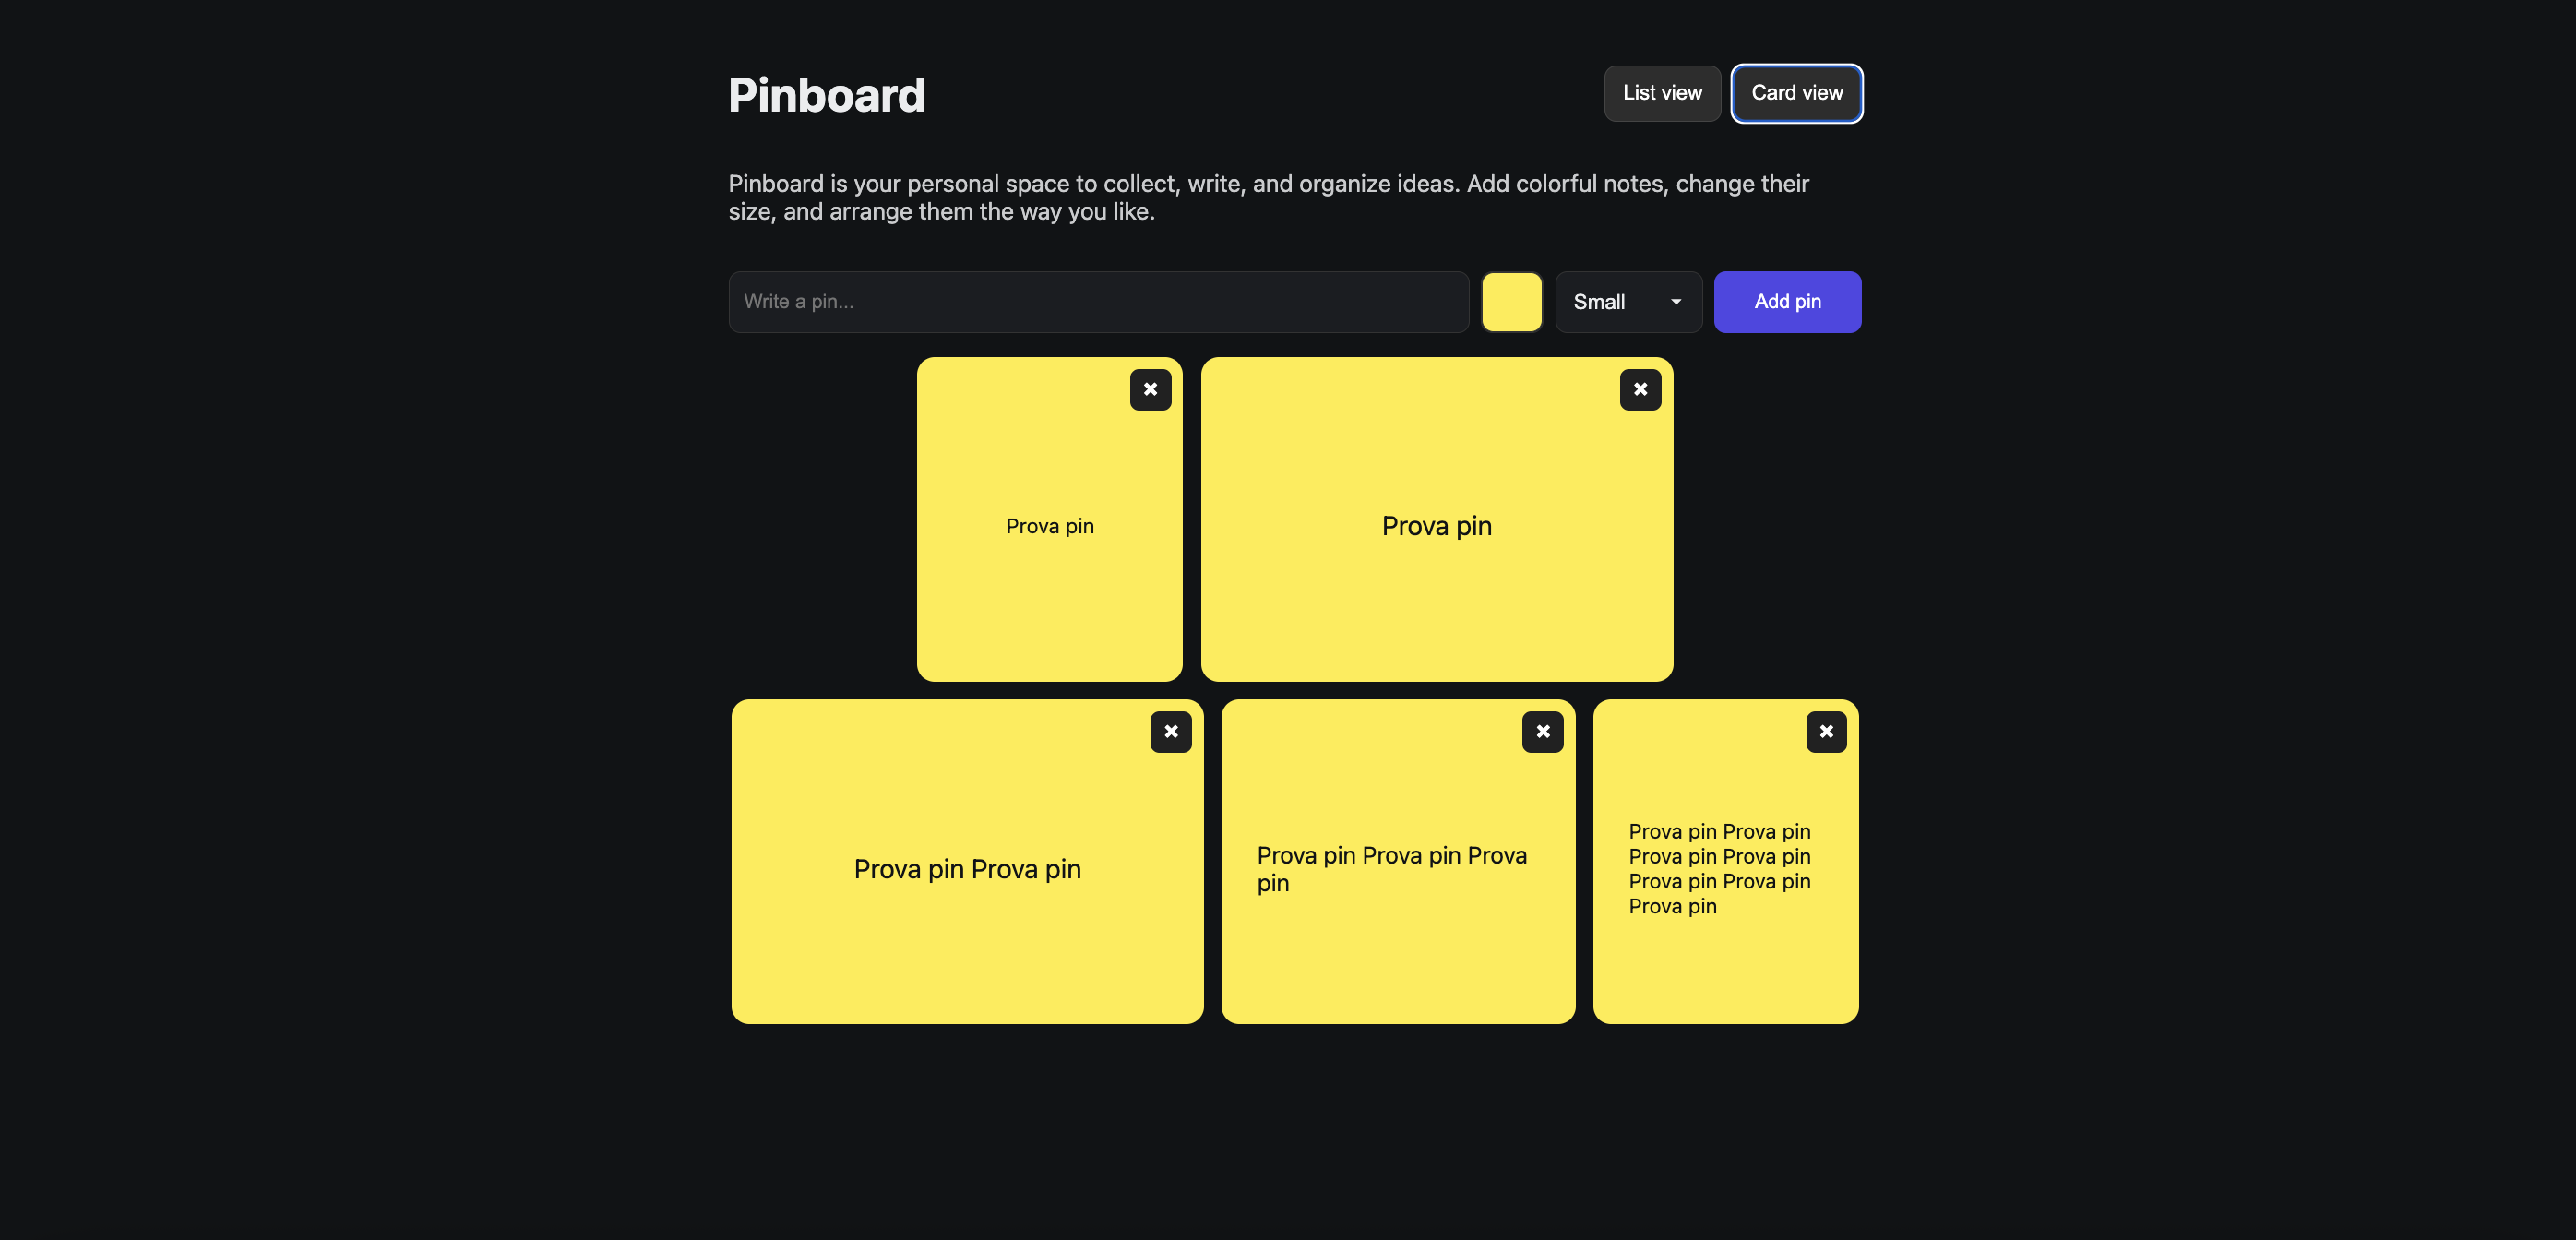 Pinboard
List view
Card view
Pinboard is your personal space to collect, write, and organize ideas. Add colorful notes, change their
size, and arrange them the way you like.
Write a pin...
Small
Add pin
Prova pin
Prova pin
Prova pin Prova pin
Prova pin Prova pin Prova
pin
Prova pin Prova pin
Prova pin Prova pin
Prova pin Prova pin
Prova pin